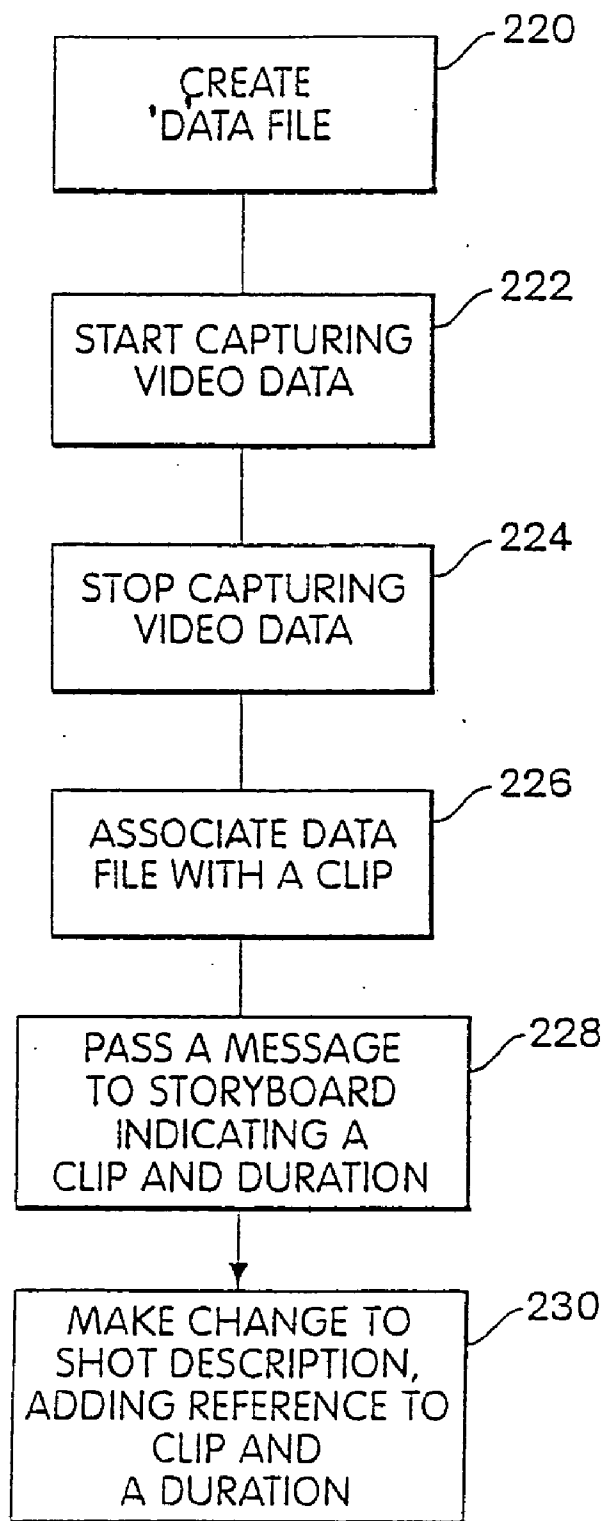 220
CREATE
DATA FILE
222
START CAPTURING
VIDEO DATA
224
STOP CAPTURING
VIDEO DATA
226
ASSOCIATE DATA
FILE WITH A CLIP
228
PASS A MESSAGE
TO STORYBOARD
INDICATING A
CLIP AND DURATION
230
MAKE CHANGE TO
SHOT DESCRIPTION,
ADDING REFERENCE TO
CLIP AND
A DURATION